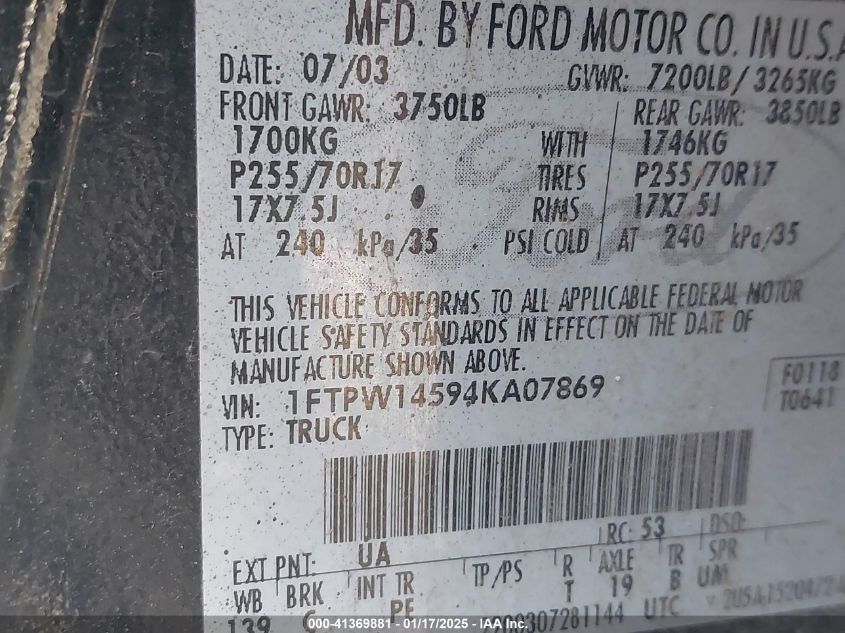 MFD. BY FORD MOTOR CO. IN U.S.A
DATE: 07/03 GVWR: 7200LB/ 3265KG
FRONT GAWR: 3750LB REAR GAWR: 3850LB
1700KG WITH 1746KG
P255/70R17 TIRES P255/70R17
17X7.5J RIMS 17X7.5J
AT 240 kPa/35 PSI COLD AT 240 kPa/35
Ford
THIS VEHICLE CONFORMS TO ALL APPLICABLE FEDERAL MOTOR
VEHICLE SAFETY STANDARDS IN EFFECT ON THE DATE OF
MANUFACTURE SHOWN ABOVE.
F0118
VIN: 1FTPW14594KA07869
T0641
TYPE: TRUCK
EXT PNT: UA RC: 53 DSO:
WB BRK INT TR TP/PS R AXLE TR SPR
T 19 B UM
139 PE UTC
000-41369881 - 01/17/2025 - IAAI